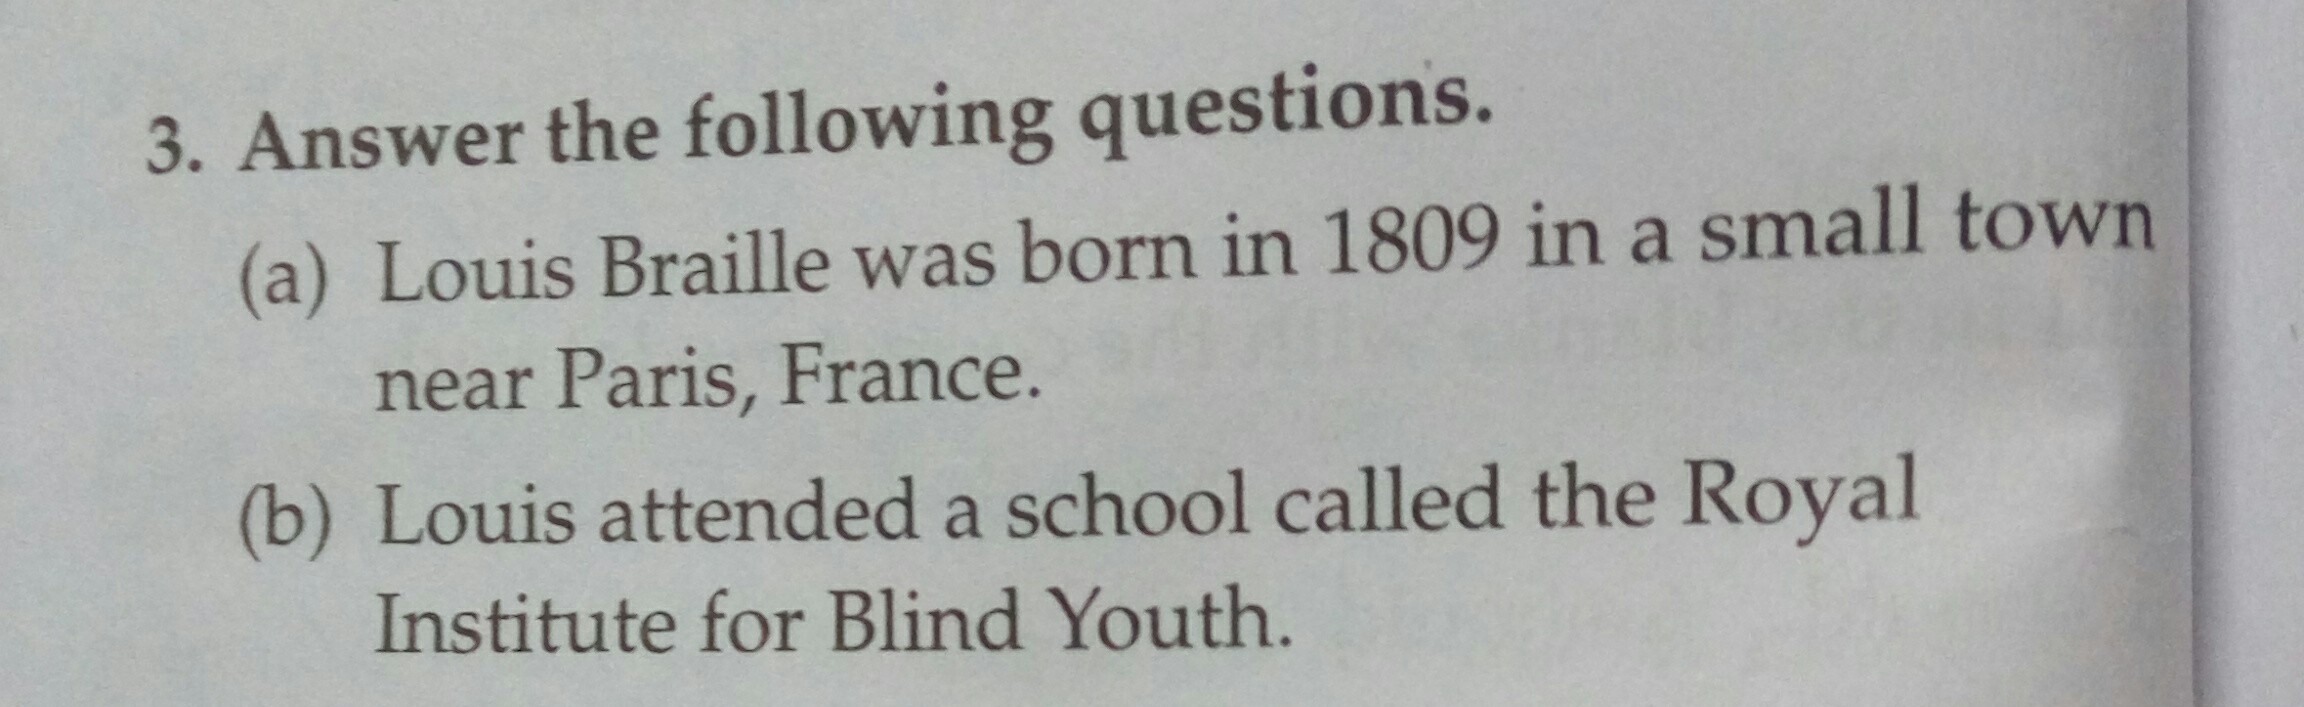 3. Answer the following questions.
(a) Louis Braille was born in 1809 in a small town
near Paris, France.
(b) Louis attended a school called the Royal
Institute for Blind Youth.